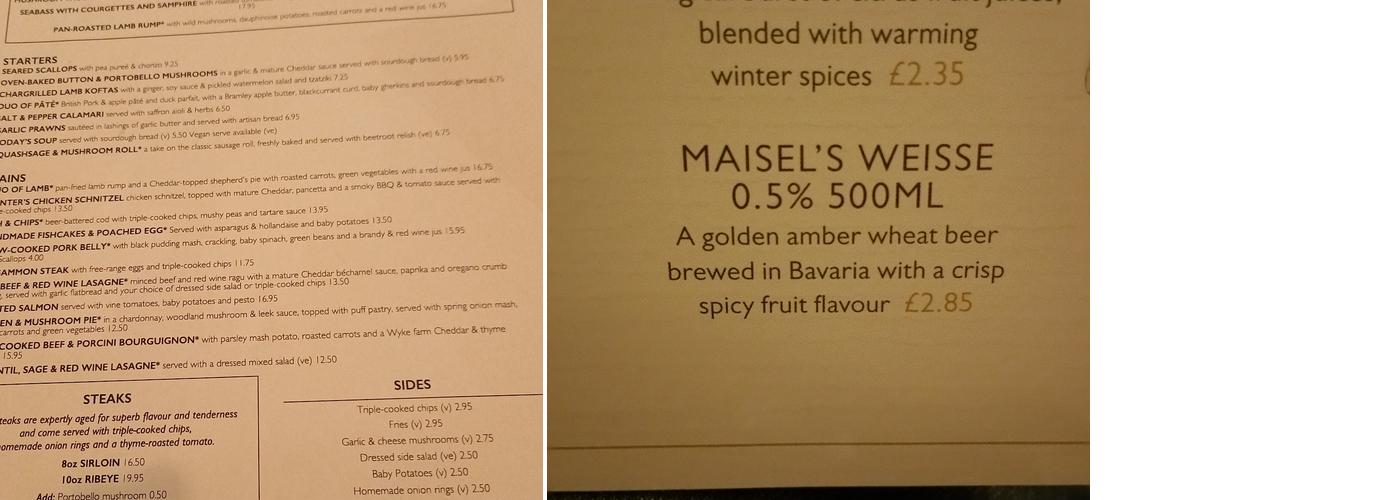 SEABASS WITH COURGETTES AND SAMPHIRE with
17.95
PAN-ROASTED LAMB RUMP* with wild mushrooms, dauphinoise potatoes, roasted carrots and a red wine jus 16.75
STARTERS
SEARED SCALLOPS with pea pureé & chorizo 9.25
OVEN-BAKED BUTTON & PORTOBELLO MUSHROOMS in a garlic & mature Cheddar sauce served with sourdough bread (v) 5.95
CHARGRILLED LAMB KOFTAS with a ginger, soy sauce & pickled watermelon salad and tzatziki 7.25
DUO OF PÂTÉ* British Pork & apple pâté and duck parfait, with a Bramley apple butter, blackcurrant curd, baby gherkins and sourdough bread 6.75
ALT & PEPPER CALAMARI served with saffron aioli & herbs 6.50
ARLIC PRAWNS sautéed in lashings of garlic butter and served with artisan bread 6.95
ODAY'S SOUP served with sourdough bread (v) 5.50 Vegan serve available (ve)
QUASHSAGE & MUSHROOM ROLL* a take on the classic sausage roll, freshly baked and served with beetroot relish (ve) 6.75
AINS
O OF LAMB* pan-fried lamb rump and a Cheddar-topped shepherd's pie with roasted carrots, green vegetables with a red wine jus 16.75
NTER'S CHICKEN SCHNITZEL chicken schnitzel, topped with mature Cheddar, pancetta and a smoky BBQ & tomato sauce served with
e-cooked chips 13.50
H & CHIPS* beer-battered cod with triple-cooked chips, mushy peas and tartare sauce 13.95
NDMADE FISHCAKES & POACHED EGG* Served with asparagus & hollandaise and baby potatoes 13.50
W-COOKED PORK BELLY* with black pudding mash, crackling, baby spinach, green beans and a brandy & red wine jus 15.95
Scallops 4.00
AMMON STEAK with free-range eggs and triple-cooked chips 11.75
BEEF & RED WINE LASAGNE* minced beef and red wine ragu with a mature Cheddar béchamel sauce, paprika and oregano crumb
, served with garlic flatbread and your choice of dressed side salad or triple-cooked chips 13.50
TED SALMON served with vine tomatoes, baby potatoes and pesto 16.95
EN & MUSHROOM PIE* in a chardonnay, woodland mushroom & leek sauce, topped with puff pastry, served with spring onion mash,
carrots and green vegetables 12.50
COOKED BEEF & PORCINI BOURGUIGNON* with parsley mash potato, roasted carrots and a Wyke farm Cheddar & thyme
15.95
NTIL, SAGE & RED WINE LASAGNE* served with a dressed mixed salad (ve) 12.50
STEAKS
teaks are expertly aged for superb flavour and tenderness
and come served with triple-cooked chips,
omemade onion rings and a thyme-roasted tomato.
8oz SIRLOIN 16.50
10oz RIBEYE 19.95
Add: Portobello mushroom 0.50
SIDES
Triple-cooked chips (v) 2.95
Fries (v) 2.95
Garlic & cheese mushrooms (v) 2.75
Dressed side salad (ve) 2.50
Baby Potatoes (v) 2.50
Homemade onion rings (v) 2.50
blended with warming
winter spices £2.35
MAISEL'S WEISSE
0.5% 500ML
A golden amber wheat beer
brewed in Bavaria with a crisp
spicy fruit flavour £2.85